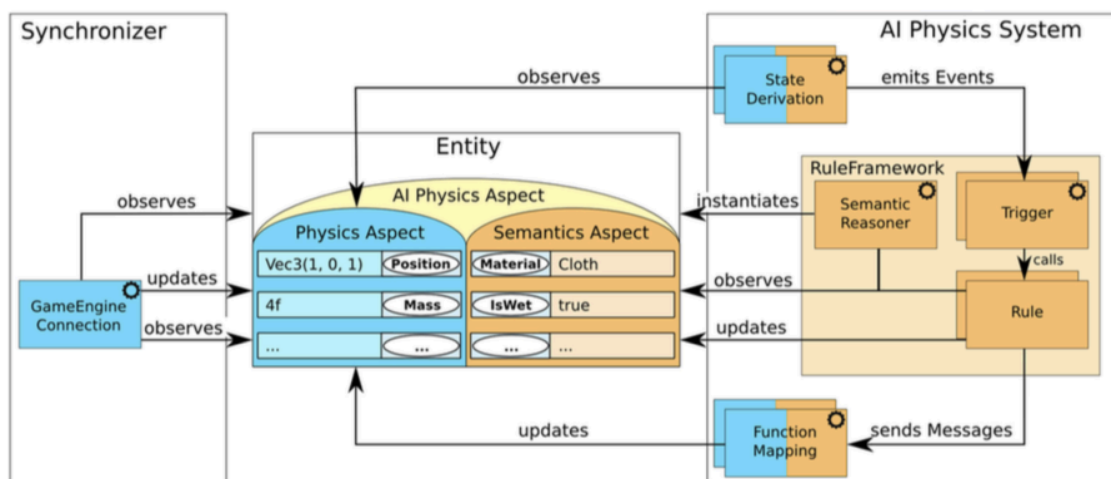 Synchronizer
AI Physics System
observes
State
Derivation
emits Events
Entity
RuleFramework
AI Physics Aspect
observes
instantiates
Semantic
Reasoner
Trigger
Physics Aspect
Semantics Aspect
Vec3(1, 0, 1)
Position
Material
Cloth
calls
GameEngine
Connection
updates
4f
Mass
IsWet
true
observes
Rule
observes
...
...
...
...
updates
updates
Function
Mapping
sends Messages